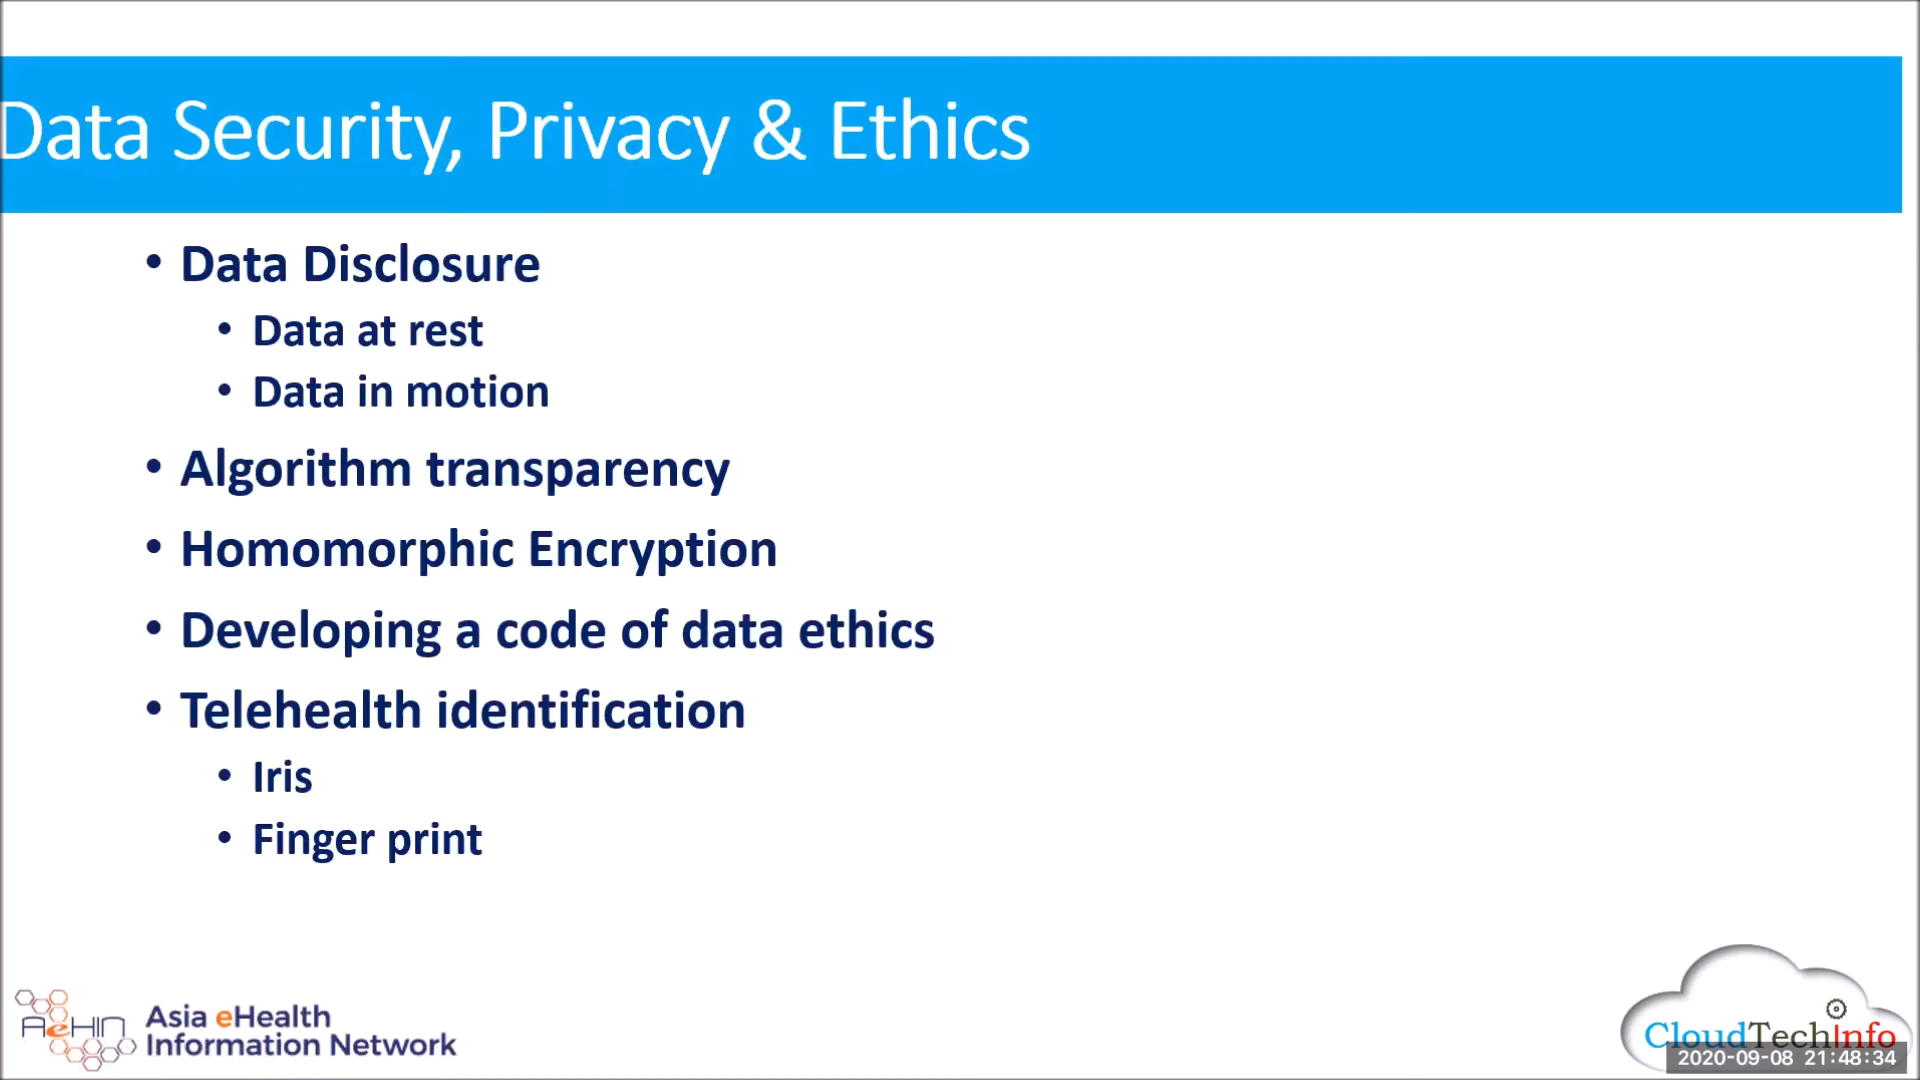 Data Security, Privacy & Ethics
• Data Disclosure
• Data at rest
• Data in motion
• Algorithm transparency
• Homomorphic Encryption
• Developing a code of data ethics
• Telehealth identification
• Iris
• Finger print
AeHIN
Asia eHealth
Information Network
CloudTechInfo
2020-09-08 21:48:34